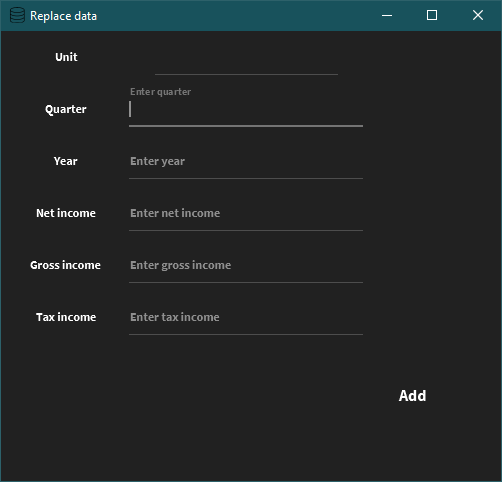 Replace data
Unit
Enter quarter
Quarter
Year Enter year
Net income Enter net income
Gross income Enter gross income
Tax income Enter tax income
Add